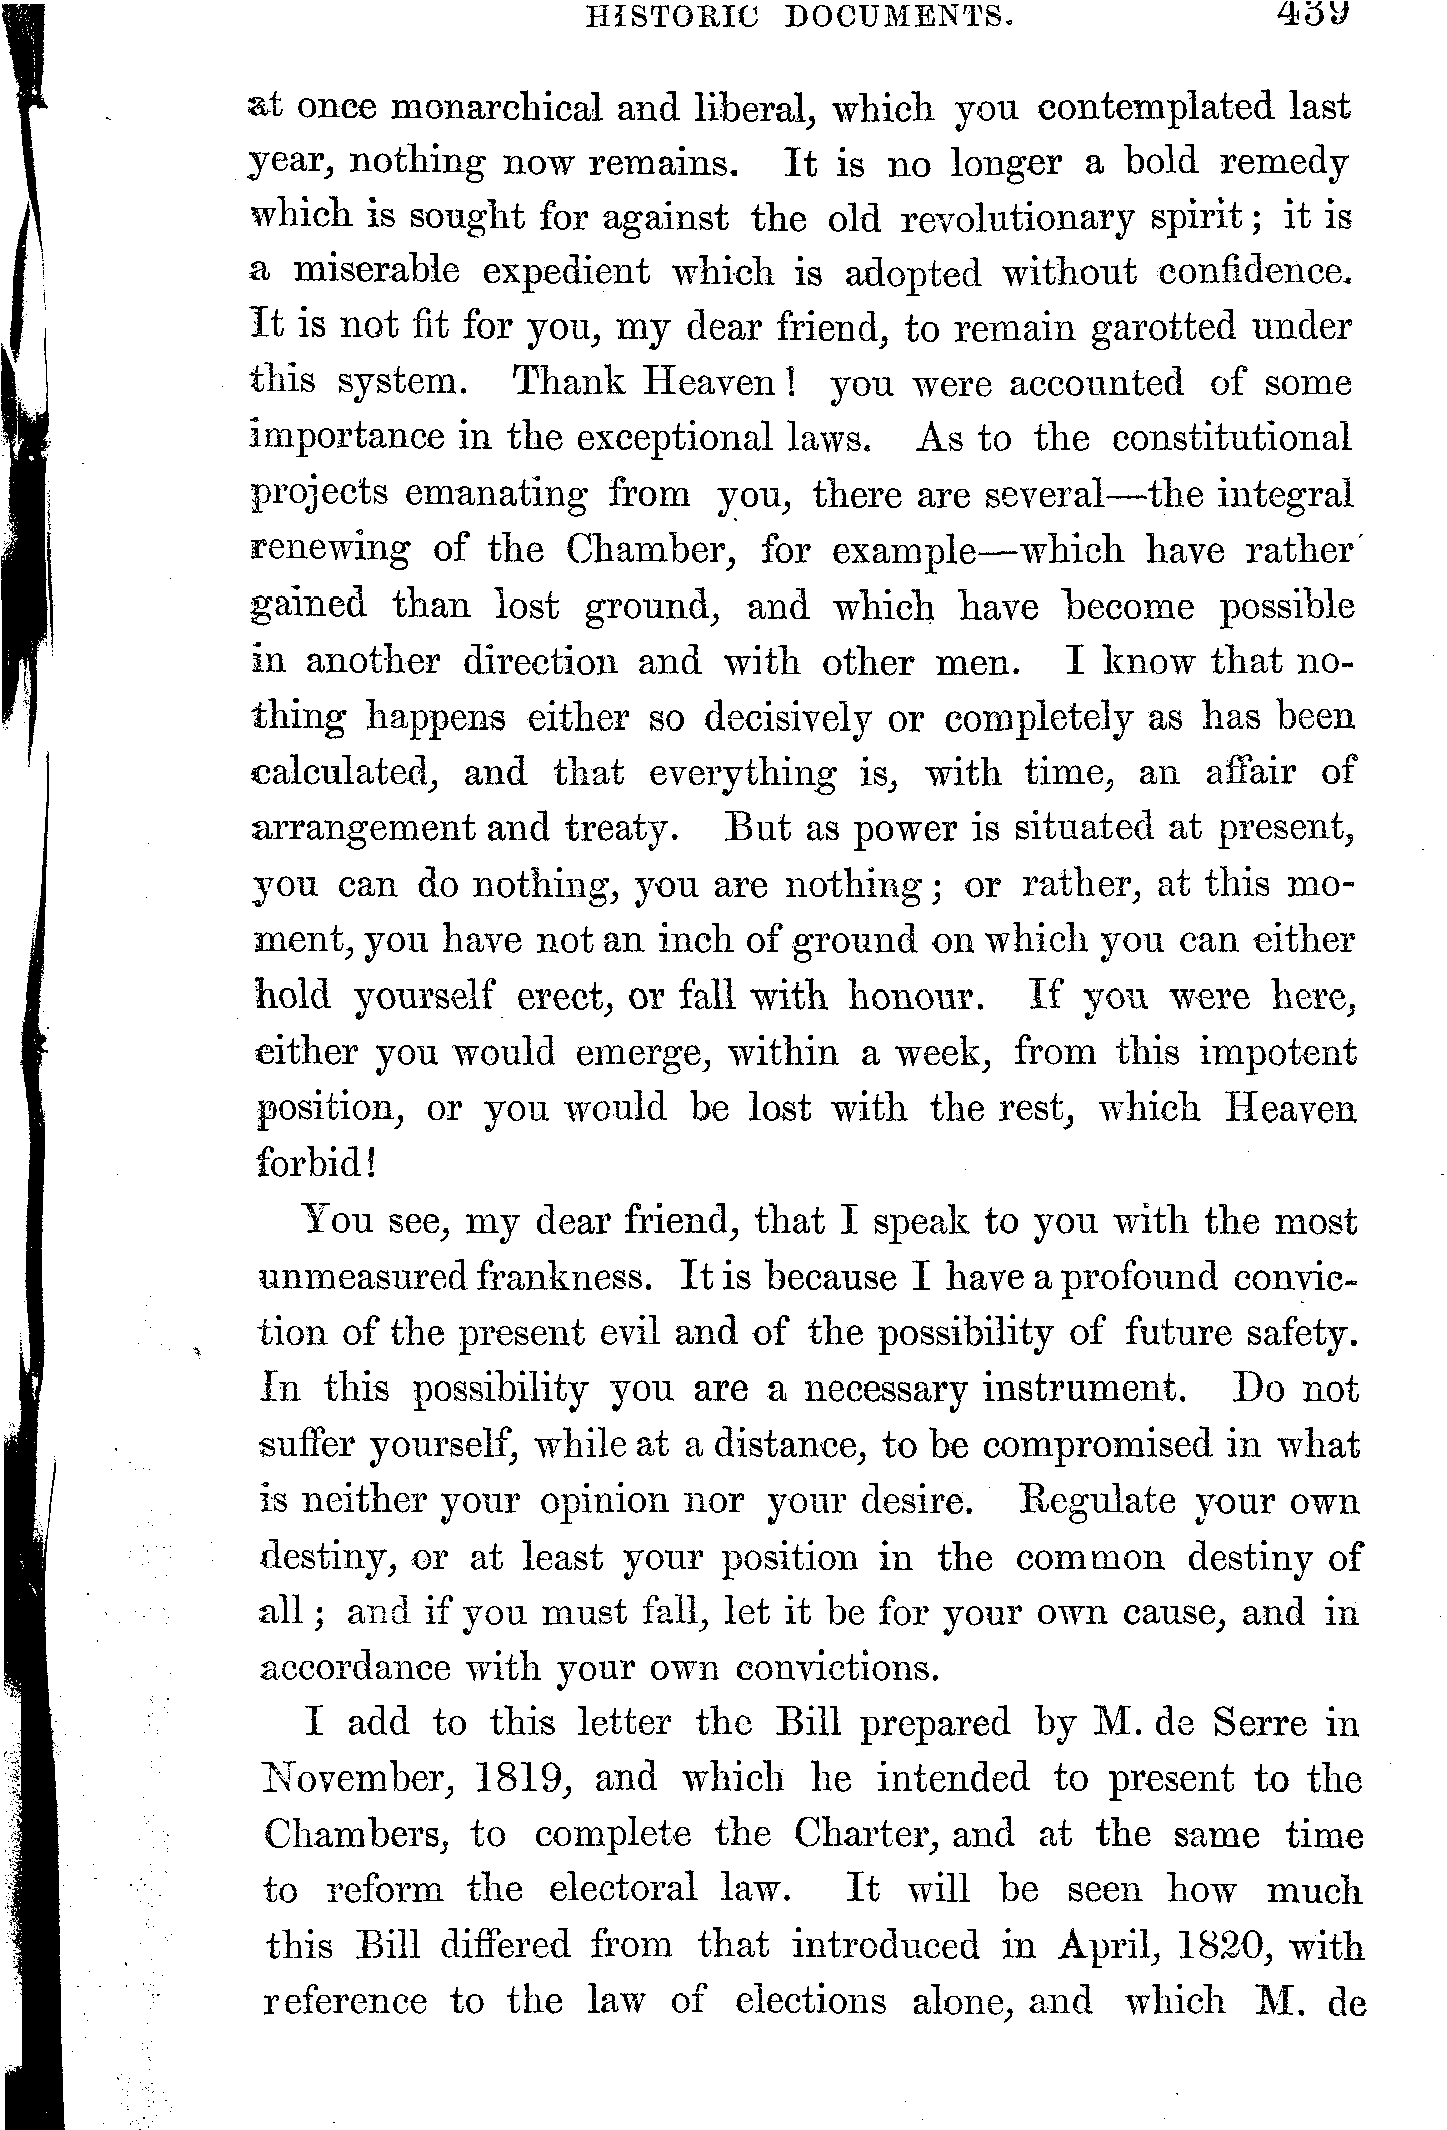 HISTORIC DOCUMENTS. 439
at once monarchical and liberal, which you contemplated last
year, nothing now remains. It is no longer a bold remedy
which is sought for against the old revolutionary spirit; it is
a miserable expedient which is adopted without confidence.
It is not fit for you, my dear friend, to remain garotted under
this system. Thank Heaven! you were accounted of some
importance in the exceptional laws. As to the constitutional
projects emanating from you, there are several—the integral
renewing of the Chamber, for example—which have rather
gained than lost ground, and which have become possible
in another direction and with other men. I know that no-
thing happens either so decisively or completely as has been
calculated, and that everything is, with time, an affair of
arrangement and treaty. But as power is situated at present,
you can do nothing, you are nothing; or rather, at this mo-
ment, you have not an inch of ground on which you can either
hold yourself erect, or fall with honour. If you were here,
either you would emerge, within a week, from this impotent
position, or you would be lost with the rest, which Heaven
forbid!
You see, my dear friend, that I speak to you with the most
unmeasured frankness. It is because I have a profound convic-
tion of the present evil and of the possibility of future safety.
In this possibility you are a necessary instrument. Do not
suffer yourself, while at a distance, to be compromised in what
is neither your opinion nor your desire. Regulate your own
destiny, or at least your position in the common destiny of
all; and if you must fall, let it be for your own cause, and in
accordance with your own convictions.
I add to this letter the Bill prepared by M. de Serre in
November, 1819, and which he intended to present to the
Chambers, to complete the Charter, and at the same time
to reform the electoral law. It will be seen how much
this Bill differed from that introduced in April, 1820, with
reference to the law of elections alone, and which M. de